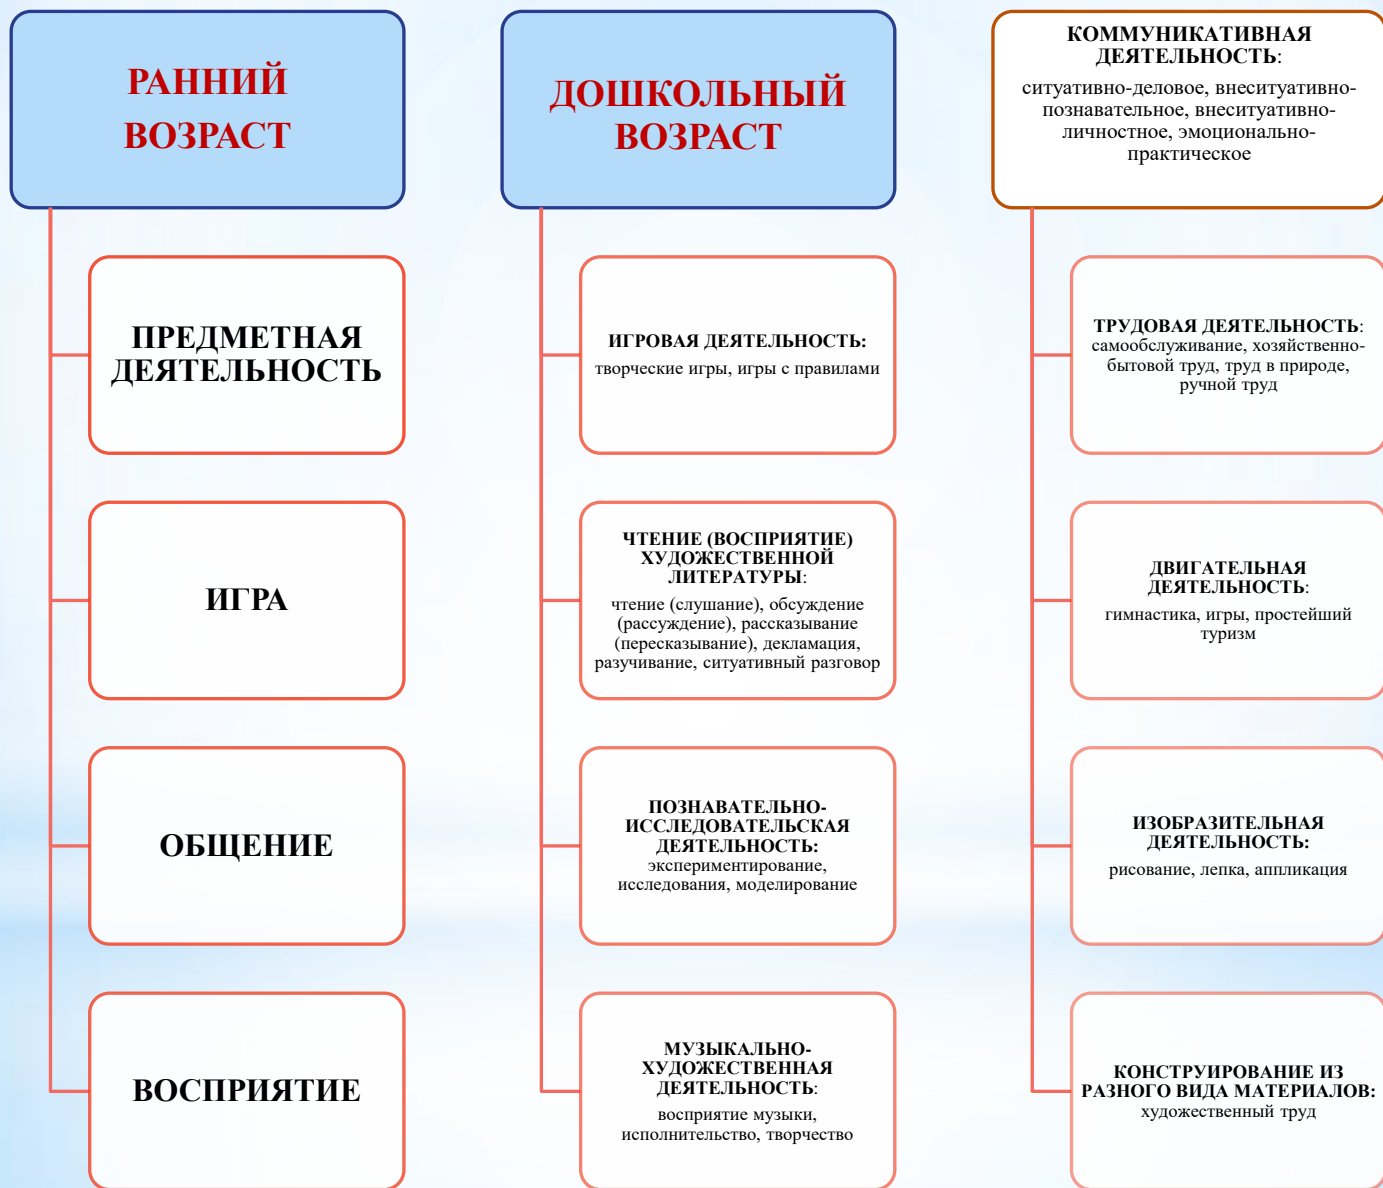 РАННИЙ
ВОЗРАСТ
ПРЕДМЕТНАЯ
ДЕЯТЕЛЬНОСТЬ
ИГРА
ОБЩЕНИЕ
ВОСПРИЯТИЕ
ДОШКОЛЬНЫЙ
ВОЗРАСТ
ИГРОВАЯ ДЕЯТЕЛЬНОСТЬ:
творческие игры, игры с правилами
ЧТЕНИЕ (ВОСПРИЯТИЕ)
ХУДОЖЕСТВЕННОЙ
ЛИТЕРАТУРЫ:
чтение (слушание), обсуждение
(рассуждение), рассказывание
(пересказывание), декламация,
разучивание, ситуативный разговор
ПОЗНАВАТЕЛЬНО-
ИССЛЕДОВАТЕЛЬСКАЯ
ДЕЯТЕЛЬНОСТЬ:
экспериментирование,
исследования, моделирование
МУЗЫКАЛЬНО-
ХУДОЖЕСТВЕННАЯ
ДЕЯТЕЛЬНОСТЬ:
восприятие музыки,
исполнительство, творчество
КОММУНИКАТИВНАЯ
ДЕЯТЕЛЬНОСТЬ:
ситуативно-деловое, внеситуативно-
познавательное, внеситуативно-
личностное, эмоционально-
практическое
ТРУДОВАЯ ДЕЯТЕЛЬНОСТЬ:
самообслуживание, хозяйственно-
бытовой труд, труд в природе,
ручной труд
ДВИГАТЕЛЬНАЯ
ДЕЯТЕЛЬНОСТЬ:
гимнастика, игры, простейший
туризм
ИЗОБРАЗИТЕЛЬНАЯ
ДЕЯТЕЛЬНОСТЬ:
рисование, лепка, аппликация
КОНСТРУИРОВАНИЕ ИЗ
РАЗНОГО ВИДА МАТЕРИАЛОВ:
художественный труд